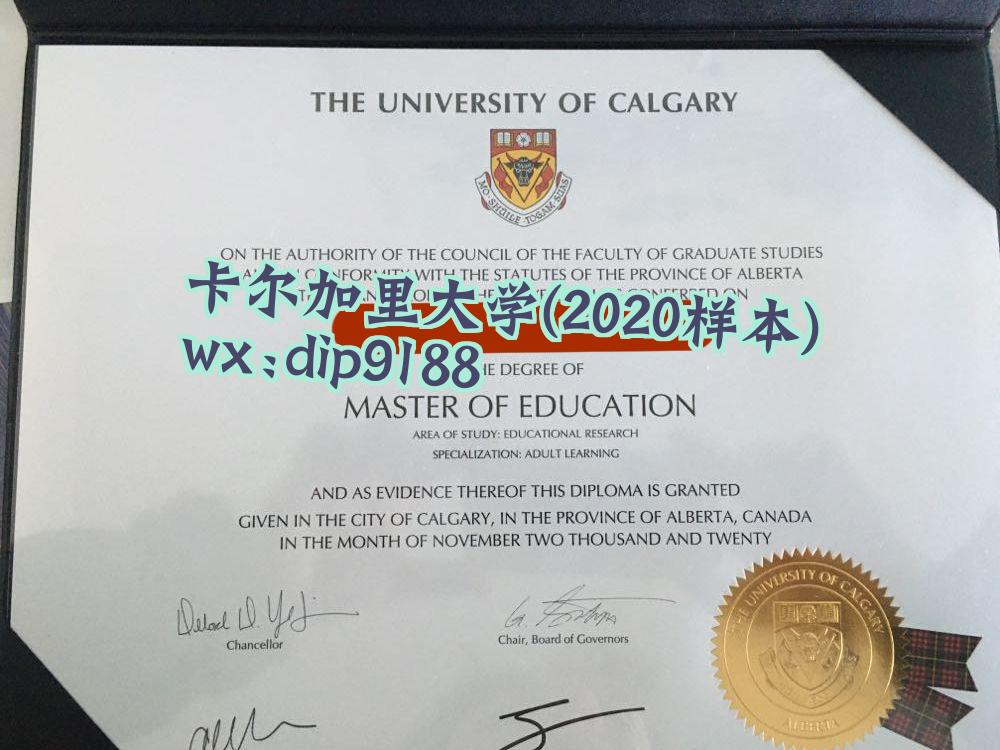 THE UNIVERSITY OF CALGARY
MO·SHÙILE·TOGAM·SUAS
ON THE AUTHORITY OF THE COUNCIL OF THE FACULTY OF GRADUATE STUDIES
WITH THE STATUTES OF THE PROVINCE OF ALBERTA
CONFERRED ON
卡尔加里大学(2020样本)
wx:dip9188
DEGREE OF
MASTER OF EDUCATION
AREA OF STUDY: EDUCATIONAL RESEARCH
SPECIALIZATION: ADULT LEARNING
AND AS EVIDENCE THEREOF THIS DIPLOMA IS GRANTED
GIVEN IN THE CITY OF CALGARY, IN THE PROVINCE OF ALBERTA, CANADA
IN THE MONTH OF NOVEMBER TWO THOUSAND AND TWENTY
Chancellor
Chair, Board of Governors
THE UNIVERSITY OF CALGARY
ALBERTA